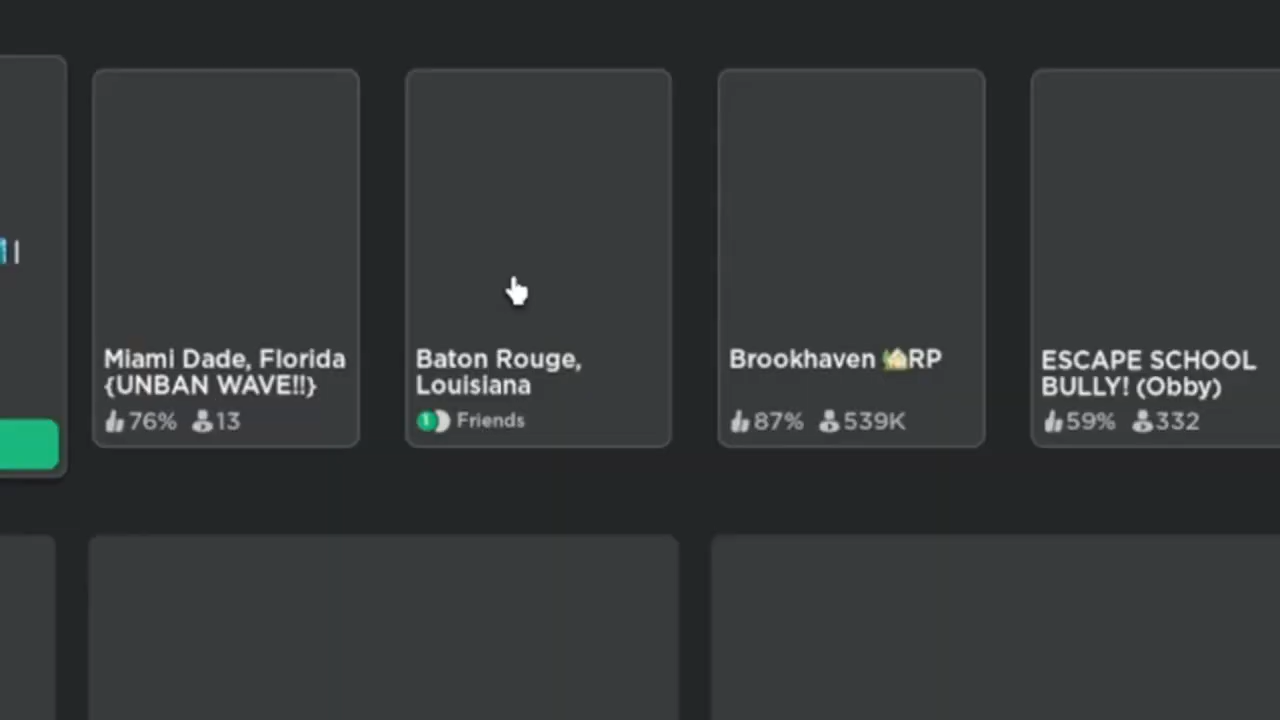 |
Miami Dade, Florida
{UNBAN WAVE!!}
76% 13
Baton Rouge,
Louisiana
1 Friends
Brookhaven 🏡RP
87% 539K
ESCAPE SCHOOL
BULLY! (Obby)
59% 332